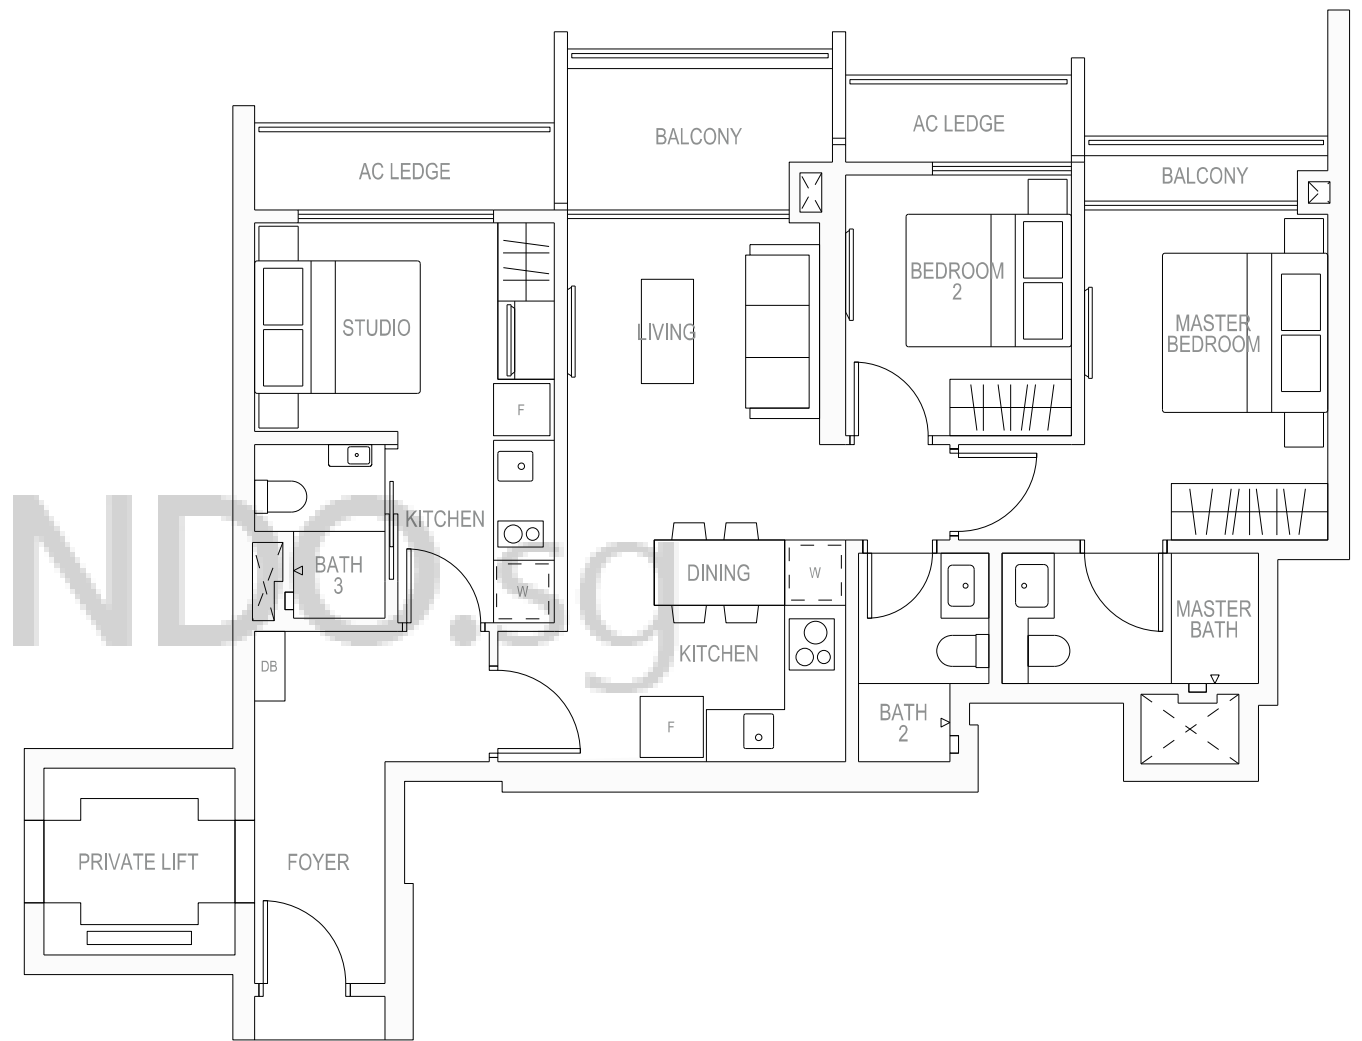 AC LEDGE
BALCONY
AC LEDGE
BALCONY
STUDIO
LIVING
BEDROOM
2
MASTER
BEDROOM
F
KITCHEN
BATH
3
W
DINING
W
MASTER
BATH
NDO.sg
DB
KITCHEN
F
BATH
2
PRIVATE LIFT
FOYER